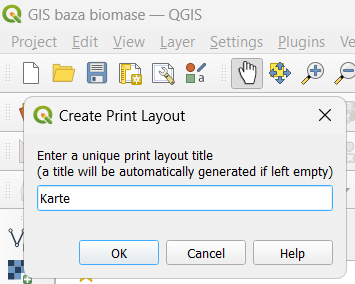 GIS baza biomase — QGIS
Project Edit View Layer Settings Plugins
Create Print Layout
Enter a unique print layout title
(a title will be automatically generated if left empty)
Karte
OK Cancel Help